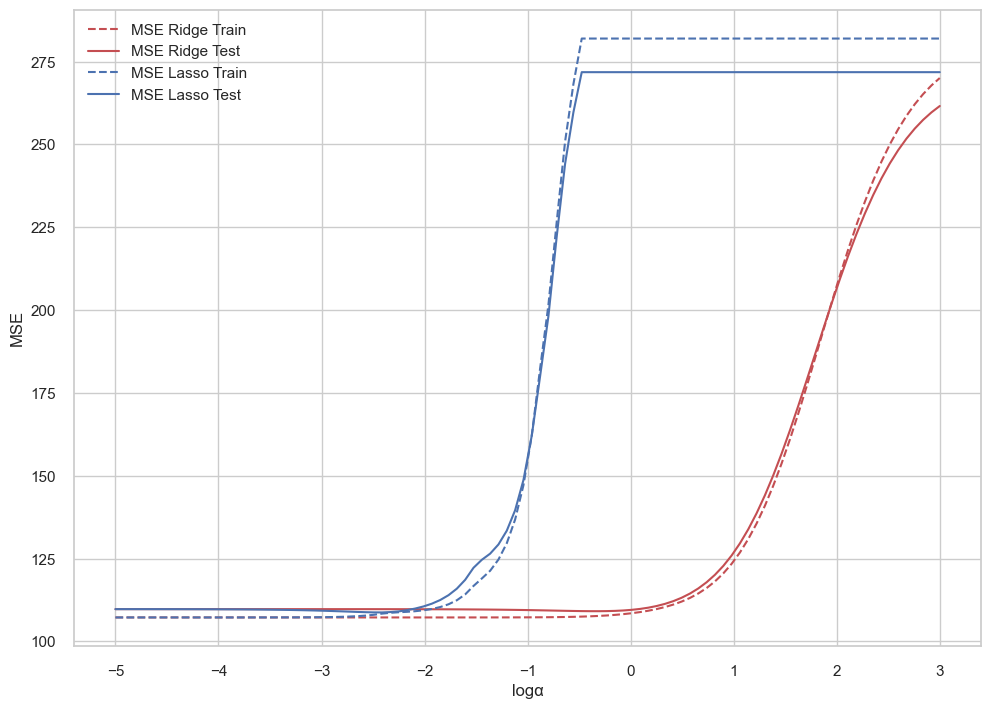 MSE Ridge Train
MSE Ridge Test
MSE Lasso Train
MSE Lasso Test
275
250
225
200
175
150
125
100
MSE
−5 −4 −3 −2 −1 0 1 2 3
logα